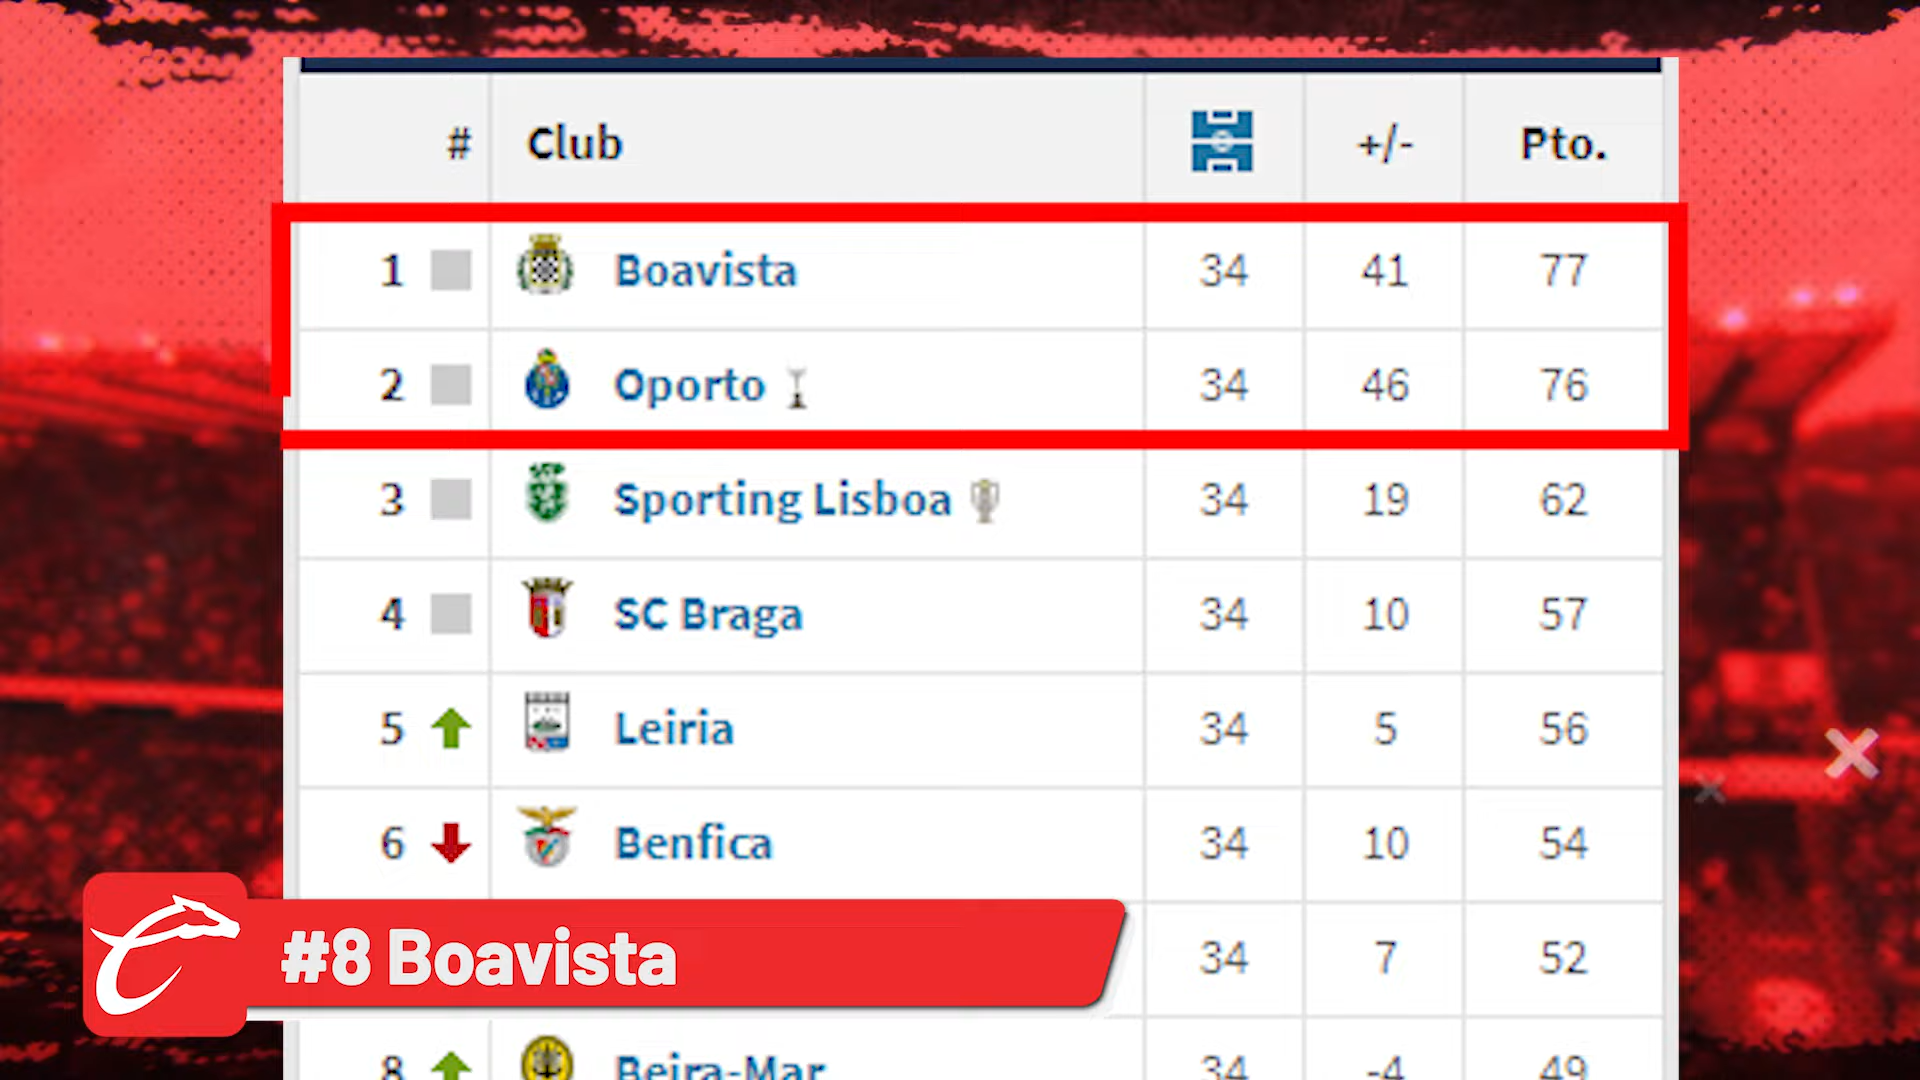 # Club +/- Pto.
1 Boavista 34 41 77
2 Oporto 34 46 76
3 Sporting Lisboa 34 19 62
4 SC Braga 34 10 57
5 Leiria 34 5 56
6 Benfica 34 10 54
34 7 52
#8 Boavista
8 Beira-Mar 34 -4 49